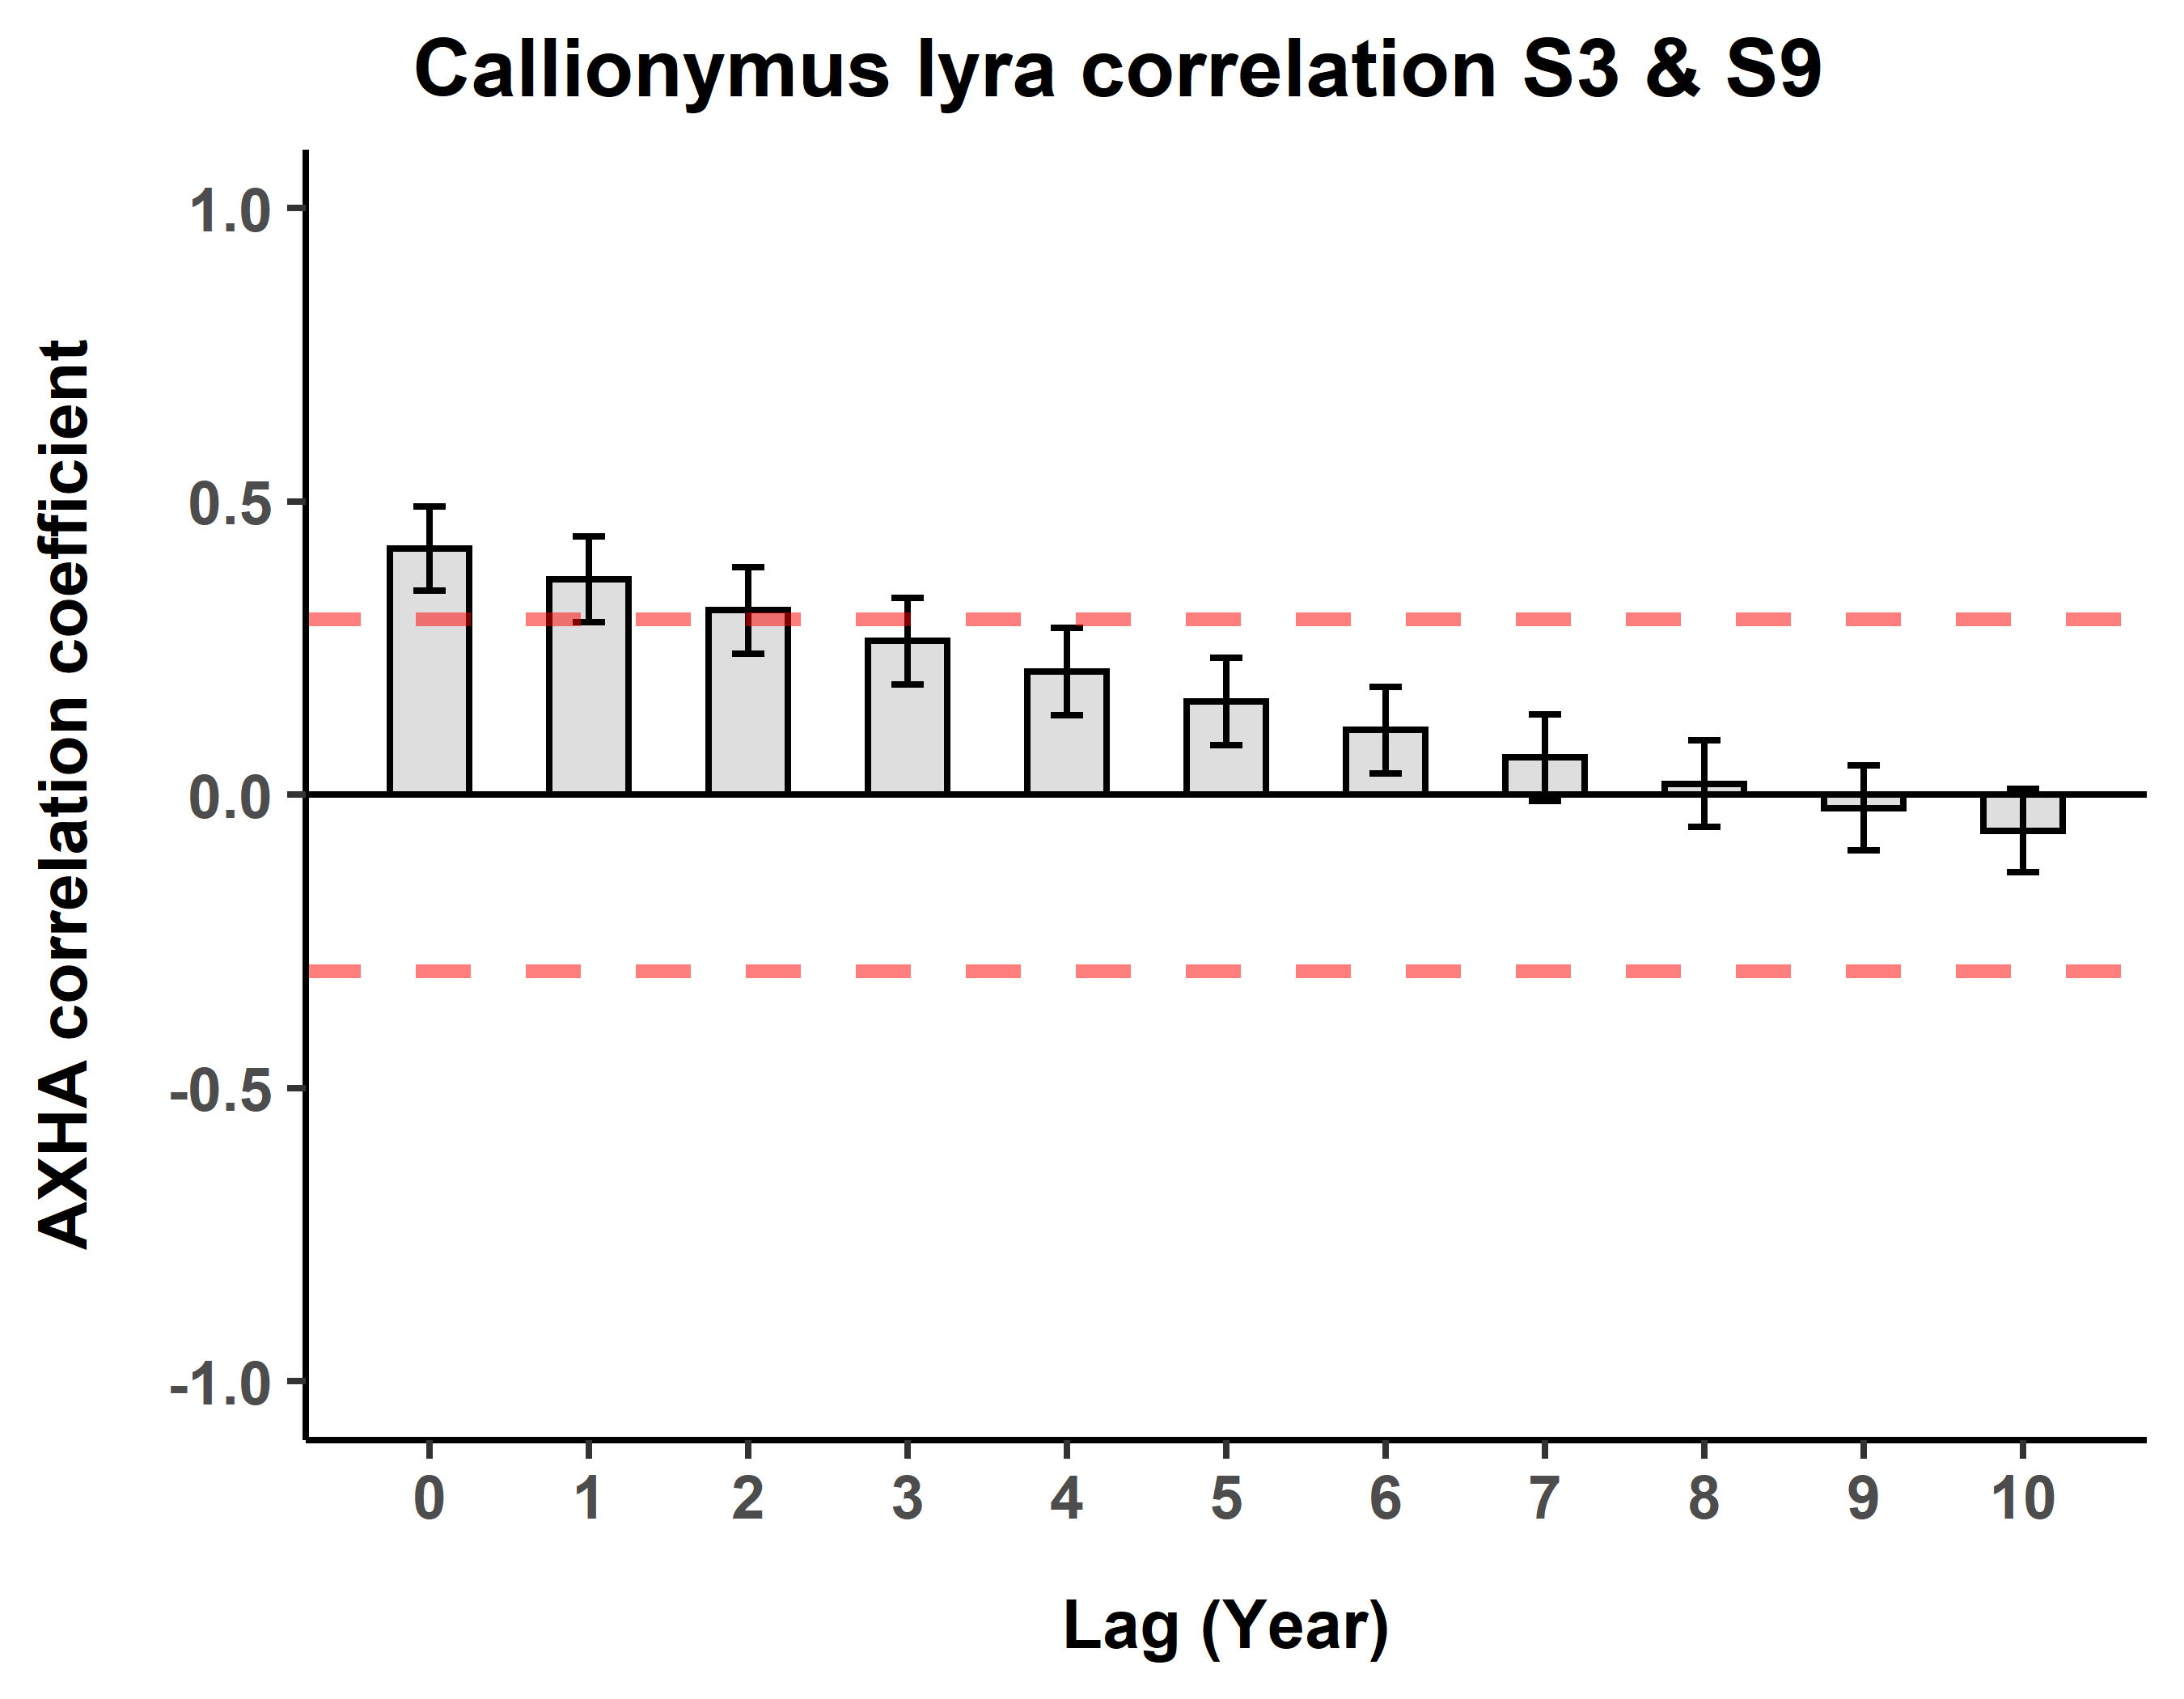 Callionymus lyra correlation S3 & S9
AXHA correlation coefficient
1.0
0.5
0.0
-0.5
-1.0
0 1 2 3 4 5 6 7 8 9 10
Lag (Year)